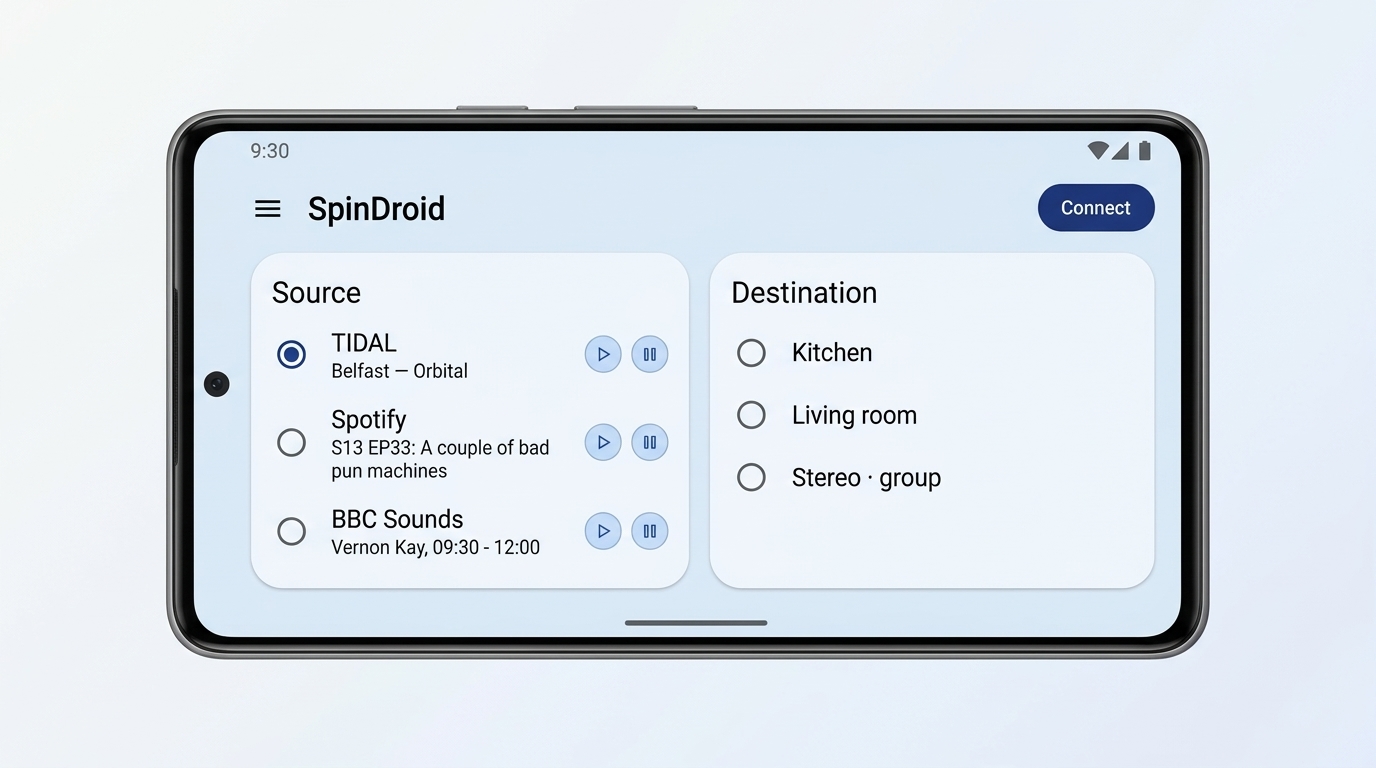 9:30
SpinDroid
Connect
Source
TIDAL
Belfast — Orbital
Spotify
S13 EP33: A couple of bad
pun machines
BBC Sounds
Vernon Kay, 09:30 - 12:00
Destination
Kitchen
Living room
Stereo · group